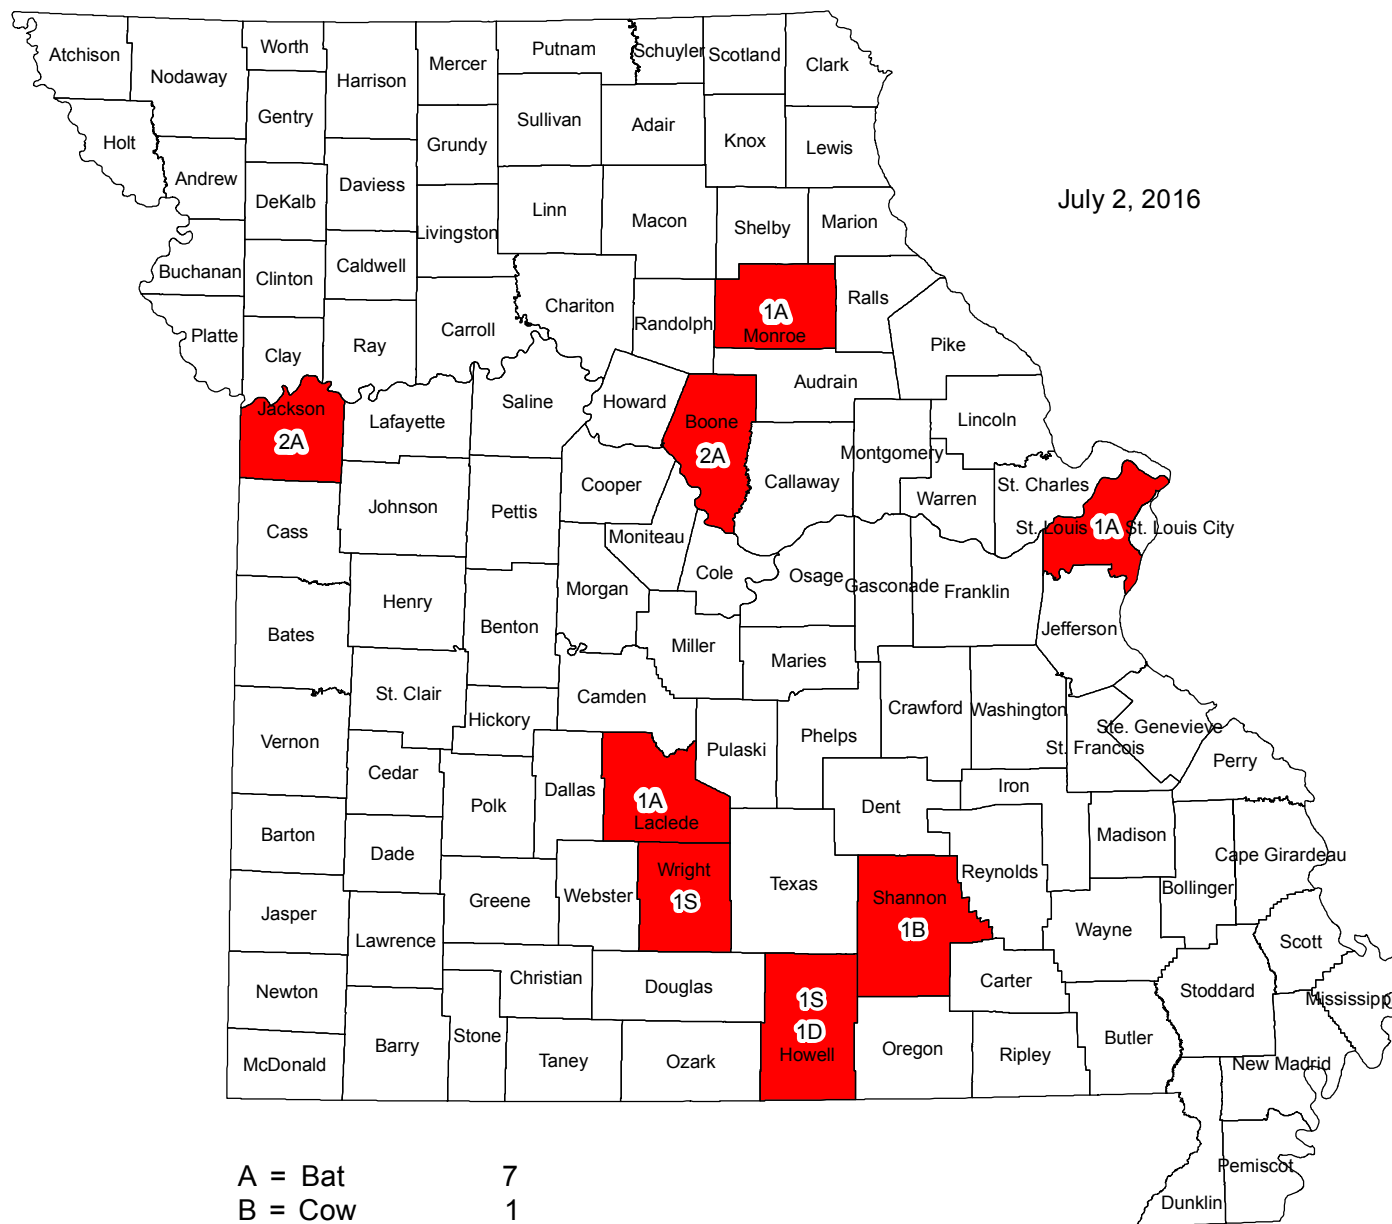 Atchison
Nodaway
Worth
Harrison
Mercer
Putnam
Schuyler
Scotland
Clark
Holt
Gentry
Sullivan
Adair
Knox
Lewis
Andrew
DeKalb
Daviess
Grundy
Linn
Macon
Shelby
Marion
July 2, 2016
Buchanan
Clinton
Caldwell
Livingston
Chariton
Randolph
1A
Monroe
Ralls
Platte
Clay
Ray
Carroll
Pike
Jackson
2A
Lafayette
Saline
Howard
Boone
2A
Audrain
Lincoln
Cass
Johnson
Pettis
Cooper
Moniteau
Callaway
Montgomery
Warren
St. Charles
St. Louis
1A
St. Louis City
Bates
Henry
Benton
Morgan
Cole
Osage
Gasconade
Franklin
Jefferson
Miller
Maries
St. Clair
Hickory
Camden
Vernon
Cedar
Polk
Dallas
Pulaski
Phelps
Crawford
Washington
Ste. Genevieve
St. Francois
Perry
1A
Laclede
Dent
Iron
Barton
Dade
Madison
Cape Girardeau
Bollinger
Jasper
Greene
Webster
Wright
1S
Texas
Shannon
1B
Reynolds
Wayne
Lawrence
Scott
Newton
Christian
Douglas
1S
1D
Howell
Carter
Stoddard
Mississipp
McDonald
Barry
Stone
Taney
Ozark
Oregon
Ripley
Butler
New Madrid
Pemiscot
Dunklin
A = Bat 7
B = Cow 1